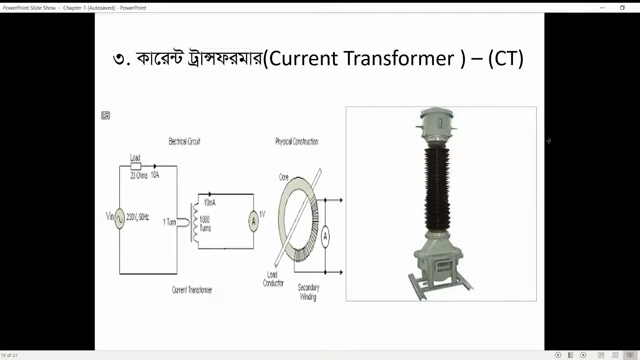 PowerPoint Slide Show - Chapter-1 (Autosaved) - PowerPoint
৩. কারেন্ট ট্রান্সফরমার(Current Transformer ) – (CT)
Electrical Circuit
Physical Construction
Load
23 Ohms
10A
Core
10mA
Vin
230V, 50Hz
1 Turn
1000
Turns
A
1V
A
Load
Conductor
Secondary
Winding
Current Transformer